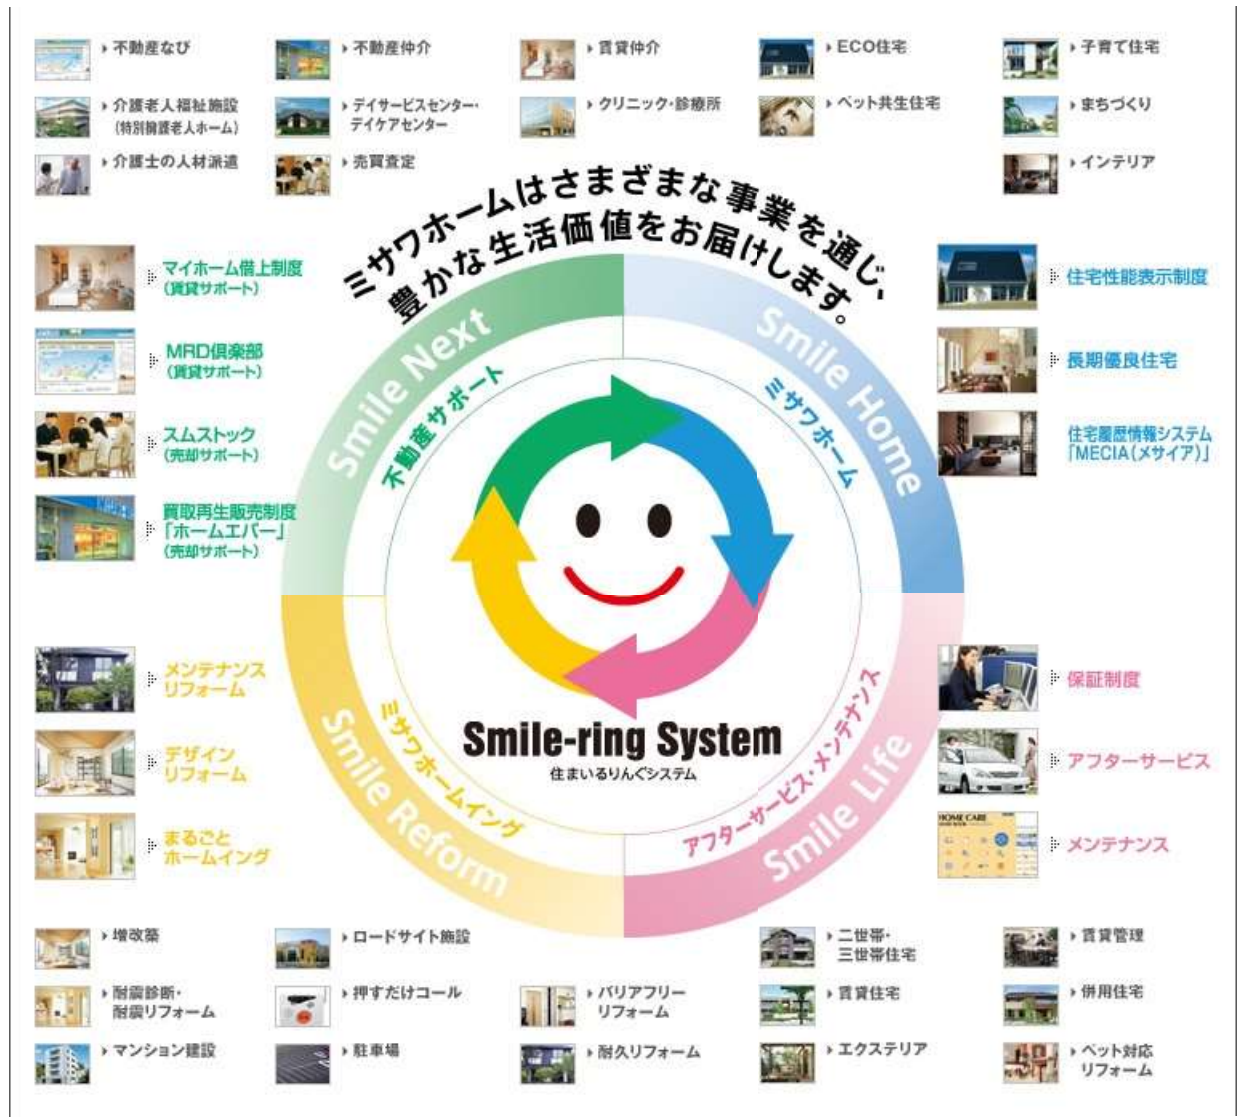 不動産なび
不動産仲介
賃貸仲介
ECO住宅
子育て住宅
介護老人福祉施設
(特別擁護老人ホーム)
デイサービスセンター・
デイケアセンター
クリニック・診療所
ペット共生住宅
まちづくり
介護士の人材派遣
売買査定
インテリア
ミサワホームはさまざまな事業を通じ、
豊かな生活価値をお届けします。
マイホーム借上制度
(賃貸サポート)
MRD倶楽部
(賃貸サポート)
スムストック
(売却サポート)
買取再生販売制度
「ホームエバー」
(売却サポート)
Smile Next
不動産サポート
Smile Home
ミサワホーム
住宅性能表示制度
長期優良住宅
住宅履歴情報システム
「MECIA(メサイア)」
Smile-ring System
住まいるりんぐシステム
メンテナンス
リフォーム
デザイン
リフォーム
まるごと
ホームイング
Smile Reform
ミサワホームイング
Smile Life
アフターサービス・メンテナンス
保証制度
アフターサービス
HOME CARE
メンテナンス
増改築
ロードサイト施設
二世帯・
三世帯住宅
賃貸管理
耐震診断・
耐震リフォーム
押すだけコール
バリアフリー
リフォーム
賃貸住宅
併用住宅
マンション建設
駐車場
耐久リフォーム
エクステリア
ペット対応
リフォーム